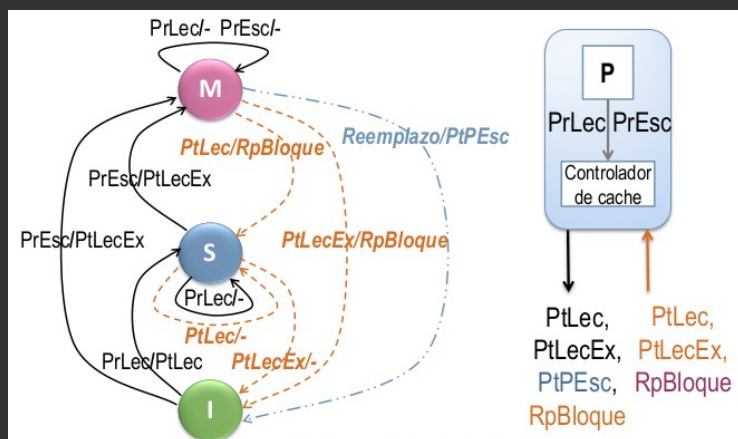 PrLec/- PrEsc/-
M
PtLec/RpBloque
Reemplazo/PtPEsc
PrEsc/PtLecEx
PrEsc/PtLecEx
PtLecEx/RpBloque
S
PrLec/-
PtLec/-
PrLec/PtLec
PtLecEx/-
I
P
PrLec PrEsc
Controlador
de cache
PtLec,
PtLecEx,
PtPEsc,
RpBloque
PtLec,
PtLecEx,
RpBloque